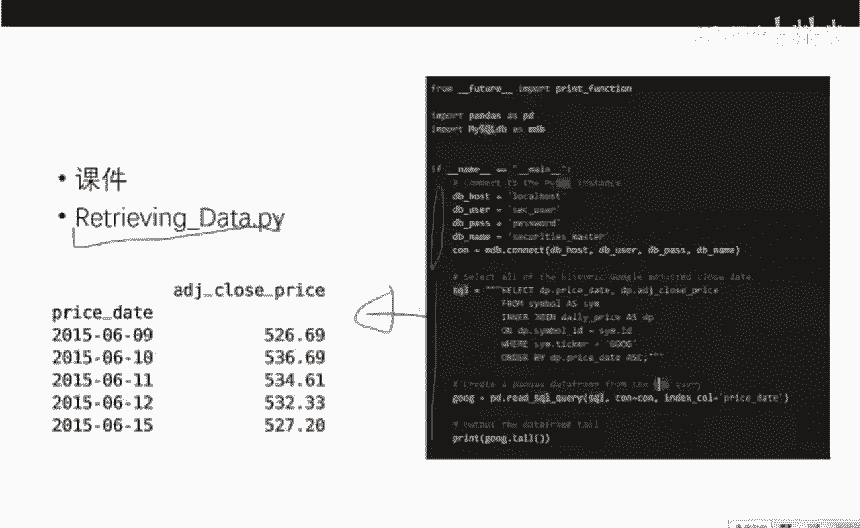 • 课件
• Retrieving_Data.py
adj_close_price
price_date
2015-06-09 526.69
2015-06-10 536.69
2015-06-11 534.61
2015-06-12 532.33
2015-06-15 527.20
from __future__ import print_function
import pandas as pd
import MySQLdb as mdb
if __name__ == "__main__":
# Connect to the instance
db_host = 'localhost'
db_user = 'sec_user'
db_pass = 'password'
db_name = 'securities_master'
con = mdb.connect(db_host, db_user, db_pass, db_name)
# Select all of the historic Google adjusted close data
sql = """SELECT dp.price_date, dp.adj_close_price
FROM symbol AS sym
INNER JOIN daily_price AS dp
ON dp.symbol_id = sym.id
WHERE sym.ticker = 'GOOG'
ORDER BY dp.price_date ASC;"""
# Create a pandas dataframe from the query
goog = pd.read_sql_query(sql, con=con, index_col='price_date')
# Output the dataframe tail
print(goog.tail())